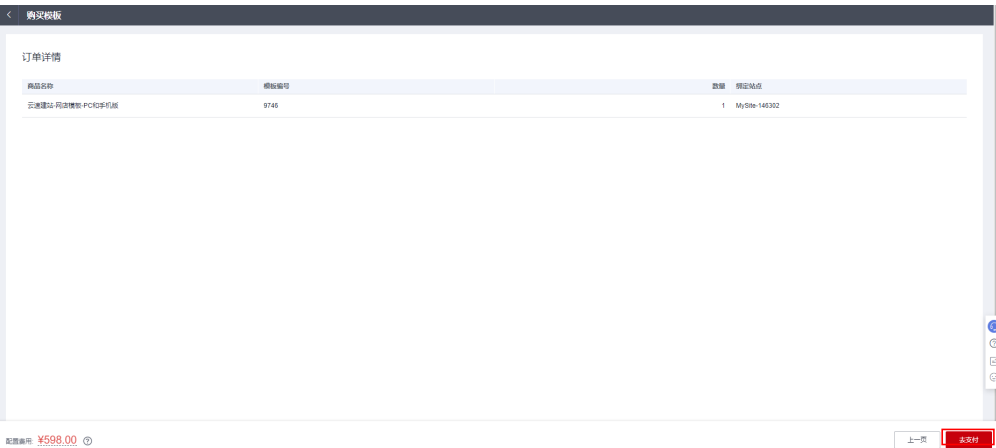 购买模板
订单详情
商品名称 模板编号 数量 绑定站点
云速建站-网店模板-PC和手机版 9746 1 MySite-146302
配置费用: ¥598.00
上一页 去支付